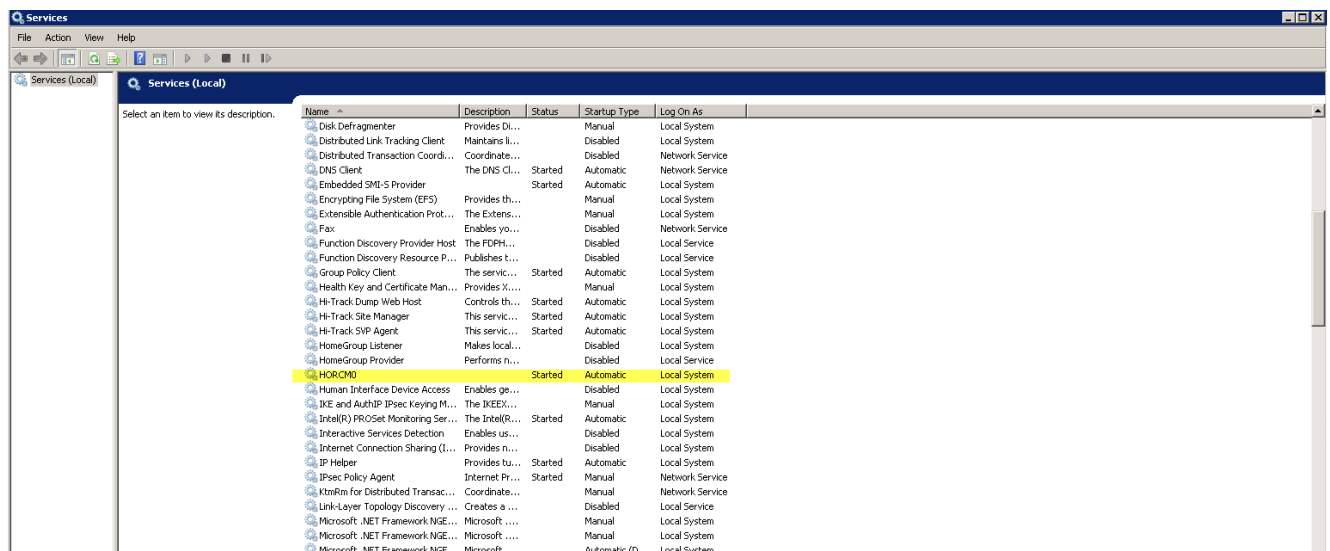 Services
File Action View Help
Services (Local)
Services (Local)
Select an item to view its description.
Name Description Status Startup Type Log On As
Disk Defragmenter Provides Di... Manual Local System
Distributed Link Tracking Client Maintains li... Disabled Local System
Distributed Transaction Coordi... Coordinate... Disabled Network Service
DNS Client The DNS Cl... Started Automatic Network Service
Embedded SMI-S Provider Started Automatic Local System
Encrypting File System (EFS) Provides th... Manual Local System
Extensible Authentication Prot... The Extens... Manual Local System
Fax Enables yo... Disabled Network Service
Function Discovery Provider Host The FDPH... Disabled Local Service
Function Discovery Resource P... Publishes t... Disabled Local Service
Group Policy Client The servic... Started Automatic Local System
Health Key and Certificate Man... Provides X.... Manual Local System
Hi-Track Dump Web Host Controls th... Started Automatic Local System
Hi-Track Site Manager This servic... Started Automatic Local System
Hi-Track SVP Agent This servic... Started Automatic Local System
HomeGroup Listener Makes local... Disabled Local System
HomeGroup Provider Performs n... Disabled Local Service
HORCM0 Started Automatic Local System
Human Interface Device Access Enables ge... Disabled Local System
IKE and AuthIP IPsec Keying M... The IKEEX... Manual Local System
Intel(R) PROSet Monitoring Ser... The Intel(R... Started Automatic Local System
Interactive Services Detection Enables us... Disabled Local System
Internet Connection Sharing (I... Provides n... Disabled Local System
IP Helper Provides tu... Started Automatic Local System
IPsec Policy Agent Internet Pr... Started Manual Network Service
KtmRm for Distributed Transac... Coordinate... Manual Network Service
Link-Layer Topology Discovery ... Creates a ... Disabled Local Service
Microsoft .NET Framework NGE... Microsoft .... Manual Local System
Microsoft .NET Framework NGE... Microsoft .... Manual Local System
Microsoft .NET Framework NGE... Microsoft .... Automatic (D... Local System